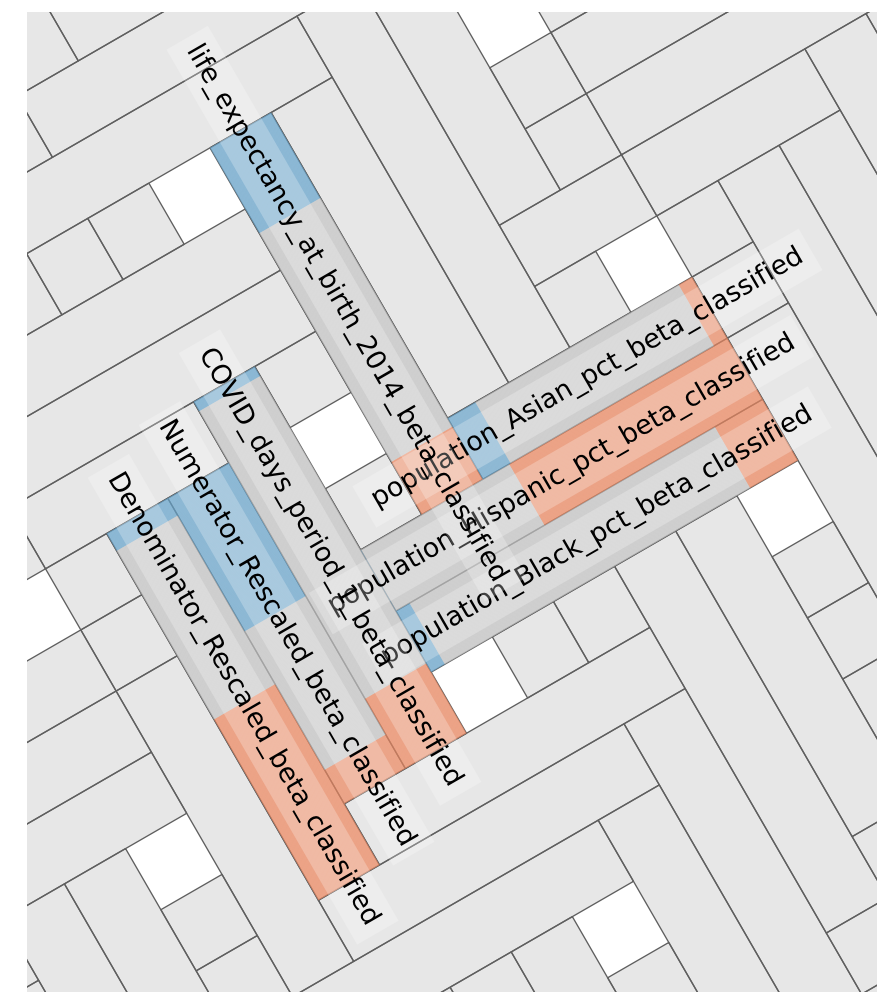 life_expectancy_at_birth_2014_beta_classified
population_Asian_pct_beta_classified
population_Hispanic_pct_beta_classified
COVID_days_period_1_beta_classified
population_Black_pct_beta_classified
Numerator_Rescaled_beta_classified
Denominator_Rescaled_beta_classified